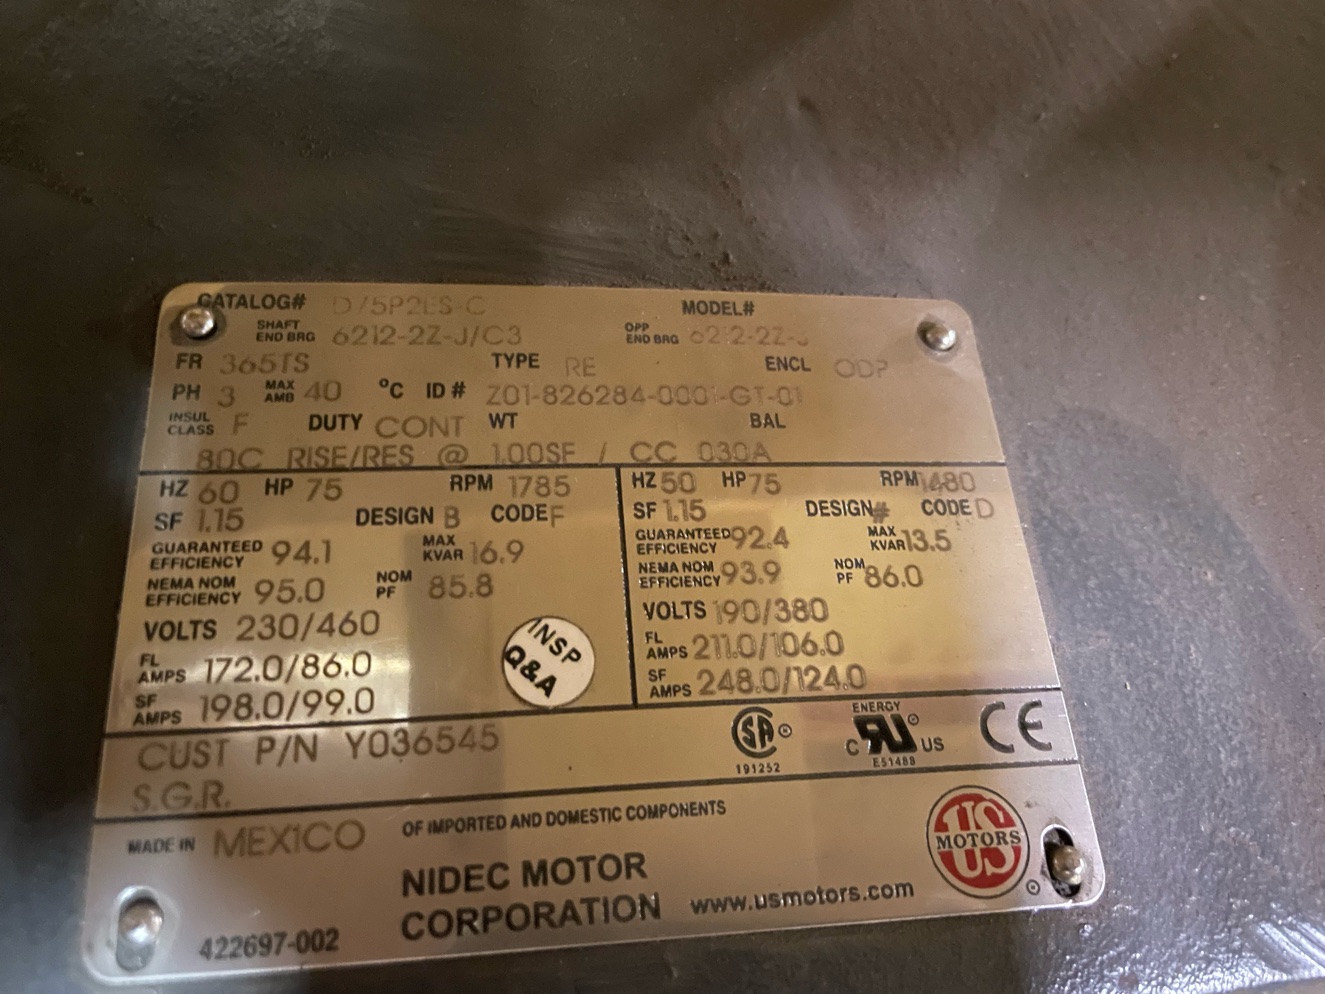 CATALOG# D75P2ES-C MODEL#
SHAFT END BRG 6212-2Z-J/C3 OPP END BRG 6212-2Z-J
FR 365TS TYPE RE ENCL ODP
PH 3 MAX AMB 40 °C ID # Z01-826284-0001-GT-01
INSUL CLASS F DUTY CONT WT BAL
80C RISE/RES @ 1.00SF / CC 030A
HZ 60 HP 75 RPM 1785
SF 1.15 DESIGN B CODE F
GUARANTEED EFFICIENCY 94.1 MAX KVAR 16.9
NEMA NOM EFFICIENCY 95.0 NOM PF 85.8
VOLTS 230/460
FL AMPS 172.0/86.0
SF AMPS 198.0/99.0
HZ 50 HP 75 RPM 1480
SF 1.15 DESIGN # CODE D
GUARANTEED EFFICIENCY 92.4 MAX KVAR 13.5
NEMA NOM EFFICIENCY 93.9 NOM PF 86.0
VOLTS 190/380
FL AMPS 211.0/106.0
SF AMPS 248.0/124.0
INSP
Q&A
CUST P/N Y036545
S.G.R.
SA ®
191252
ENERGY
C RU ® US
E51488
CE
MADE IN MEXICO OF IMPORTED AND DOMESTIC COMPONENTS
NIDEC MOTOR
CORPORATION www.usmotors.com
US
MOTORS
®
422697-002